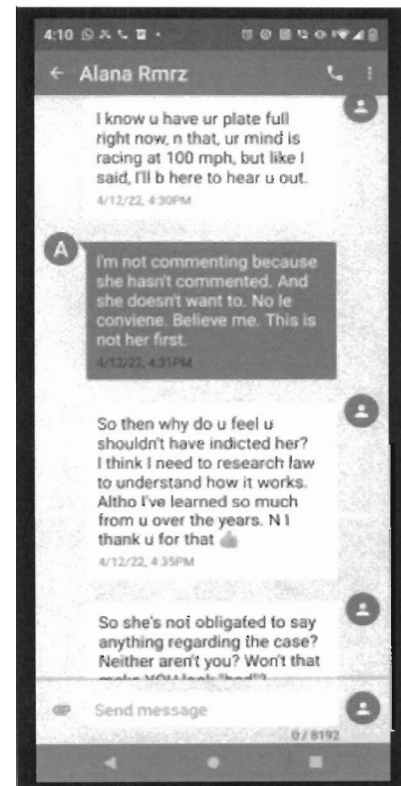 4:10
Alana Rmrz
I know u have ur plate full
right now, n that, ur mind is
racing at 100 mph, but like I
said, I'll b here to hear u out.
4/12/22, 4:30PM
A
I'm not commenting because
she hasn't commented. And
she doesn't want to. No le
conviene. Believe me. This is
not her first.
4/12/22, 4:31PM
So then why do u feel u
shouldn't have indicted her?
I think I need to research law
to understand how it works.
Altho I've learned so much
from u over the years. N I
thank u for that 👍
4/12/22, 4:35PM
So she's not obligated to say
anything regarding the case?
Neither aren't you? Won't that
make YOU look "bad"?
Send message
0 / 8192